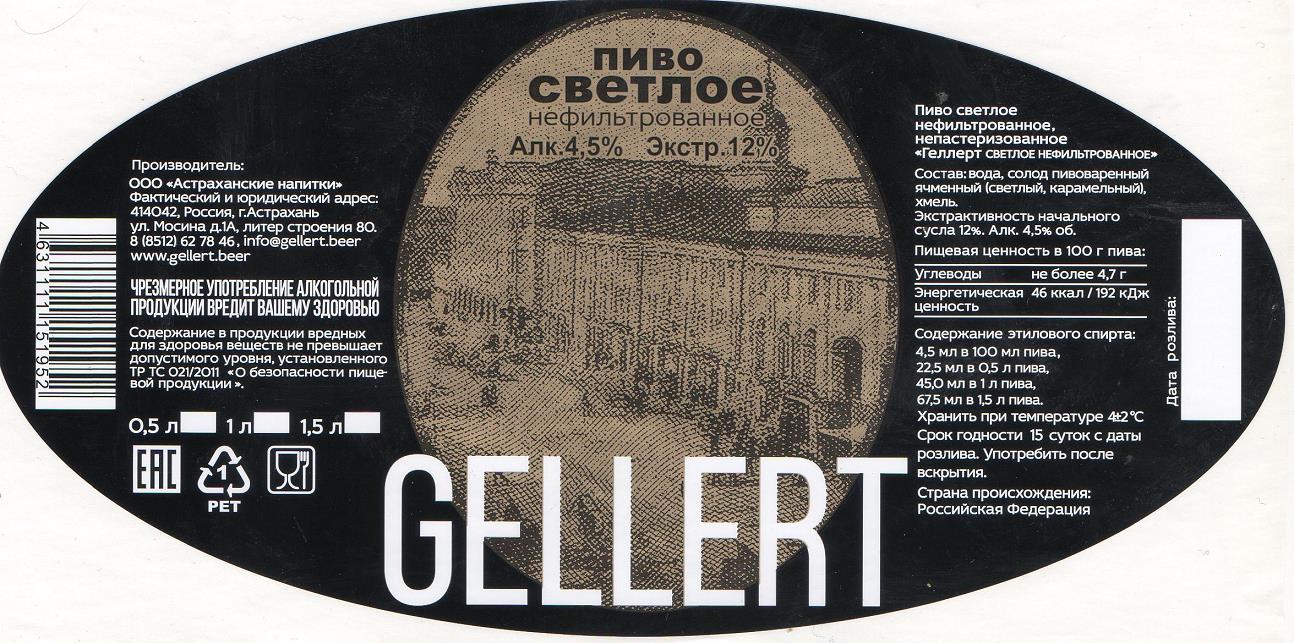 пиво
светлое
нефильтрованное
Алк.4,5% Экстр.12%
GELLERT
4 631111 151952
Производитель:
ООО «Астраханские напитки»
Фактический и юридический адрес:
414042, Россия, г.Астрахань
ул. Мосина д.1А, литер строения 80.
8 (8512) 62 78 46, info@gellert.beer
www.gellert.beer
ЧРЕЗМЕРНОЕ УПОТРЕБЛЕНИЕ АЛКОГОЛЬНОЙ
ПРОДУКЦИИ ВРЕДИТ ВАШЕМУ ЗДОРОВЬЮ
Содержание в продукции вредных
для здоровья веществ не превышает
допустимого уровня, установленного
ТР ТС 021/2011 «О безопасности пище-
вой продукции».
0,5 л 1 л 1,5 л
EAC
1
PET
Пиво светлое
нефильтрованное,
непастеризованное
«Геллерт СВЕТЛОЕ НЕФИЛЬТРОВАННОЕ»
Состав: вода, солод пивоваренный
ячменный (светлый, карамельный),
хмель.
Экстрактивность начального
сусла 12%. Алк. 4,5% об.
Пищевая ценность в 100 г пива:
Углеводы не более 4,7 г
Энергетическая 46 ккал / 192 кДж
ценность
Содержание этилового спирта:
4,5 мл в 100 мл пива,
22,5 мл в 0,5 л пива,
45,0 мл в 1 л пива,
67,5 мл в 1,5 л пива.
Хранить при температуре 4±2°С
Срок годности 15 суток с даты
розлива. Употребить после
вскрытия.
Страна происхождения:
Российская Федерация
Дата розлива: